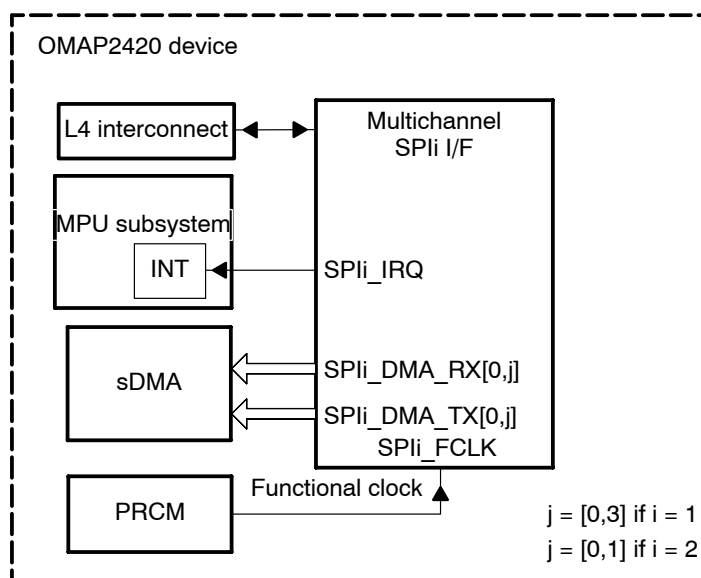 OMAP2420 device
L4 interconnect
Multichannel
SPIi I/F
MPU subsystem
INT
SPIi_IRQ
sDMA
SPIi_DMA_RX[0,j]
SPIi_DMA_TX[0,j]
SPIi_FCLK
PRCM
Functional clock
j = [0,3] if i = 1
j = [0,1] if i = 2